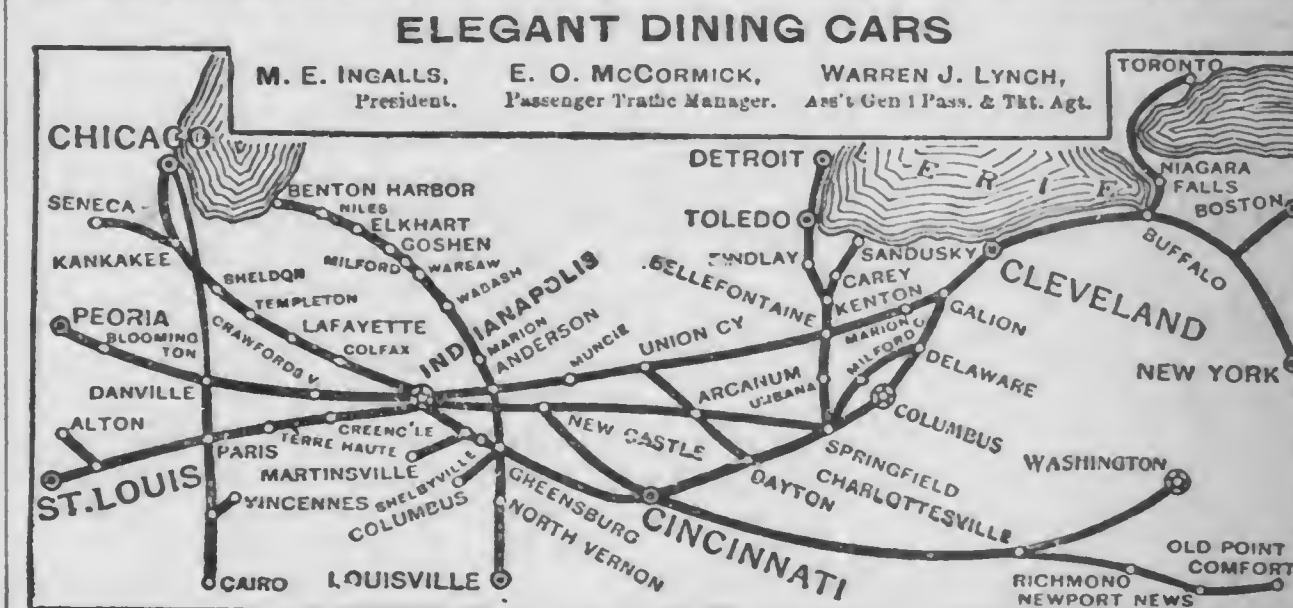 ELEGANT DINING CARS
M. E. INGALLS,
President.
E. O. MCCORMICK,
Passenger Traffic Manager.
WARREN J. LYNCH,
Ass't Gen'l Pass. & Tkt. Agt.
TORONTO
CHICAGO
DETROIT
ERIE
NIAGARA
FALLS
BENTON HARBOR
NILES
SENECA
ELKHART
TOLEDO
BOSTON
GOSHEN
KANKAKEE
MILFORD
WARSAW
FINDLAY
SANDUSKY
BUFFALO
SHELDON
WABASH
BELLEFONTAINE
CAREY
CLEVELAND
TEMPLETON
INDIANAPOLIS
KENTON
PEORIA
BLOOMING
TON
CRAWFORDSV.
LAFAYETTE
COLFAX
MARION
ANDERSON
MUNCIE
UNION CY
MARION O
GALION
MILFORD
DELAWARE
NEW YORK
DANVILLE
ARCANUM
URBANA
COLUMBUS
ALTON
GREENC'LE
TERRE HAUTE
NEW CASTLE
PARIS
MARTINSVILLE
SPRINGFIELD
WASHINGTON
ST. LOUIS
VINCENNES
SHELBYVILLE
COLUMBUS
GREENSBURG
DAYTON
CHARLOTTESVILLE
CINCINNATI
NORTH VERNON
CAIRO
LOUISVILLE
OLD POINT
COMFORT
RICHMOND
NEWPORT NEWS